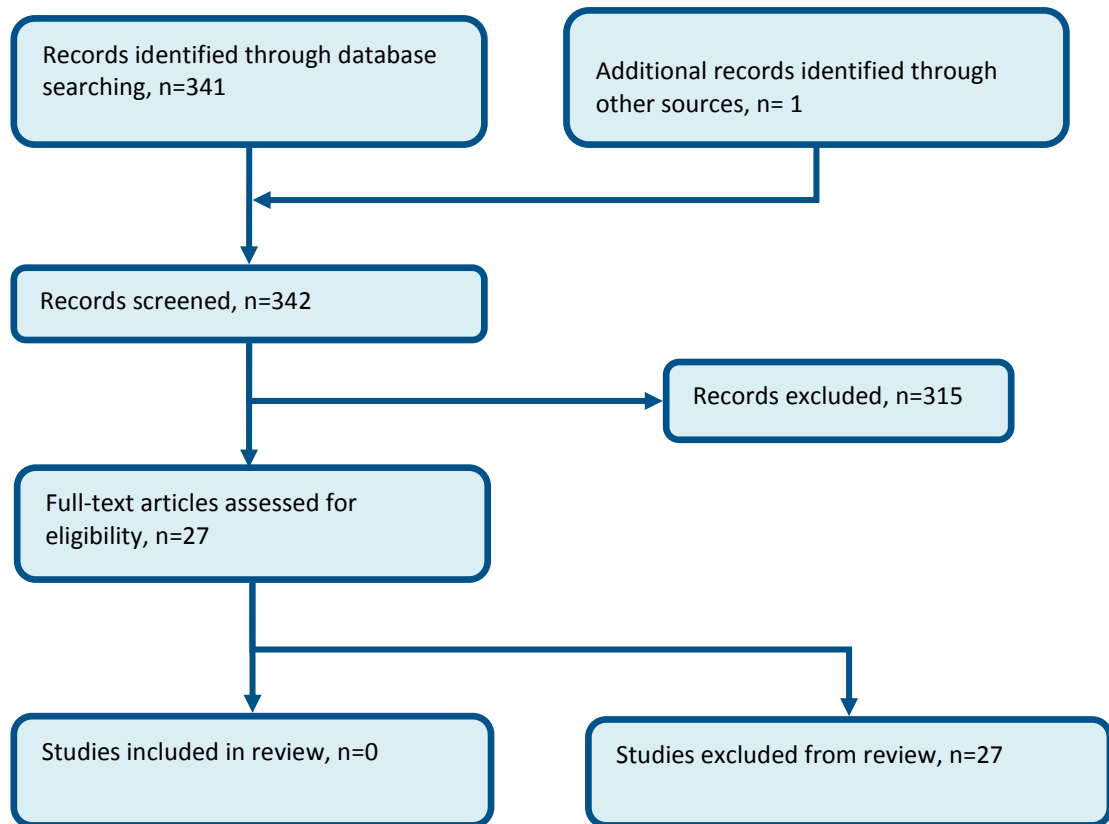 Records identified through database
searching, n=341
Additional records identified through
other sources, n= 1
Records screened, n=342
Records excluded, n=315
Full-text articles assessed for
eligibility, n=27
Studies included in review, n=0
Studies excluded from review, n=27